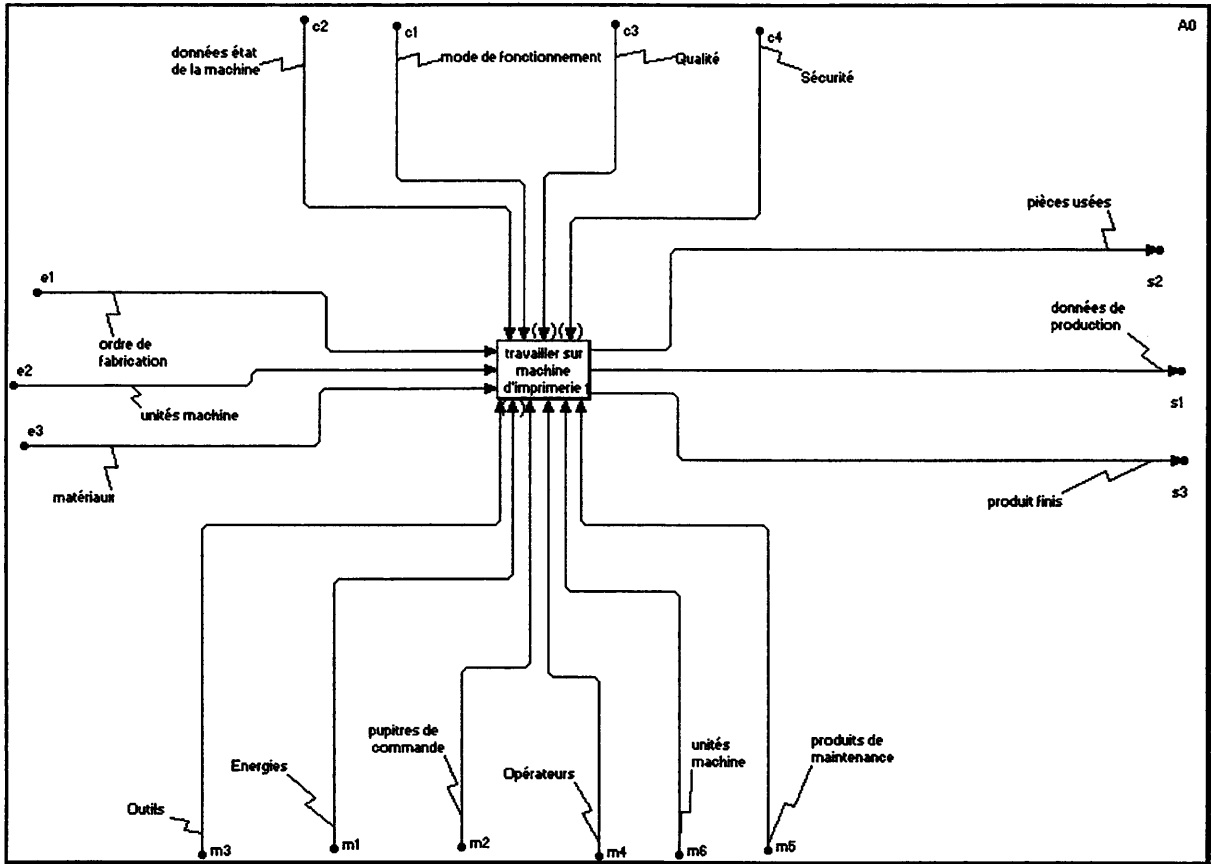 c2
c1
c3
c4
A0
données état
de la machine
mode de fonctionnement
Qualité
Sécurité
pièces usées
e1
s2
ordre de
fabrication
données de
production
( ) ( )
travailler sur
machine
d'imprimerie 1
e2
unités machine
s1
( )
e3
matériaux
produit finis
s3
pupitres de
commande
unités
machine
produits de
maintenance
Energies
Opérateurs
Outils
m3
m1
m2
m4
m6
m5